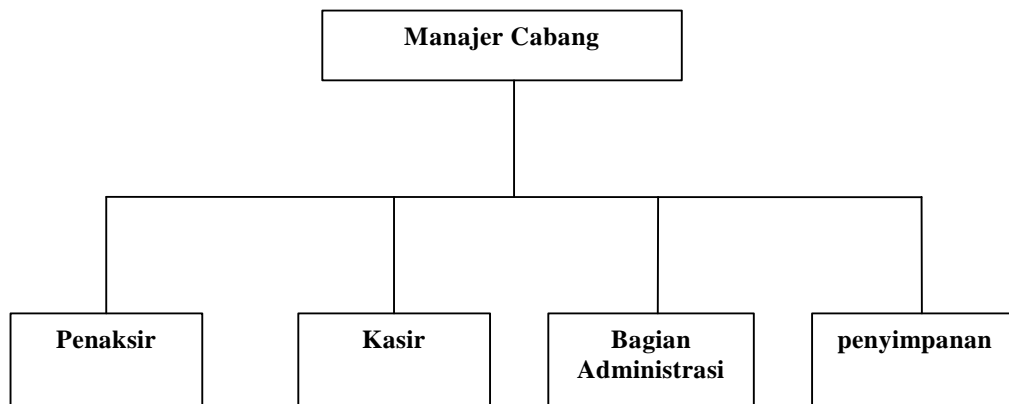 Manajer Cabang
Penaksir
Kasir
Bagian
Administrasi
penyimpanan